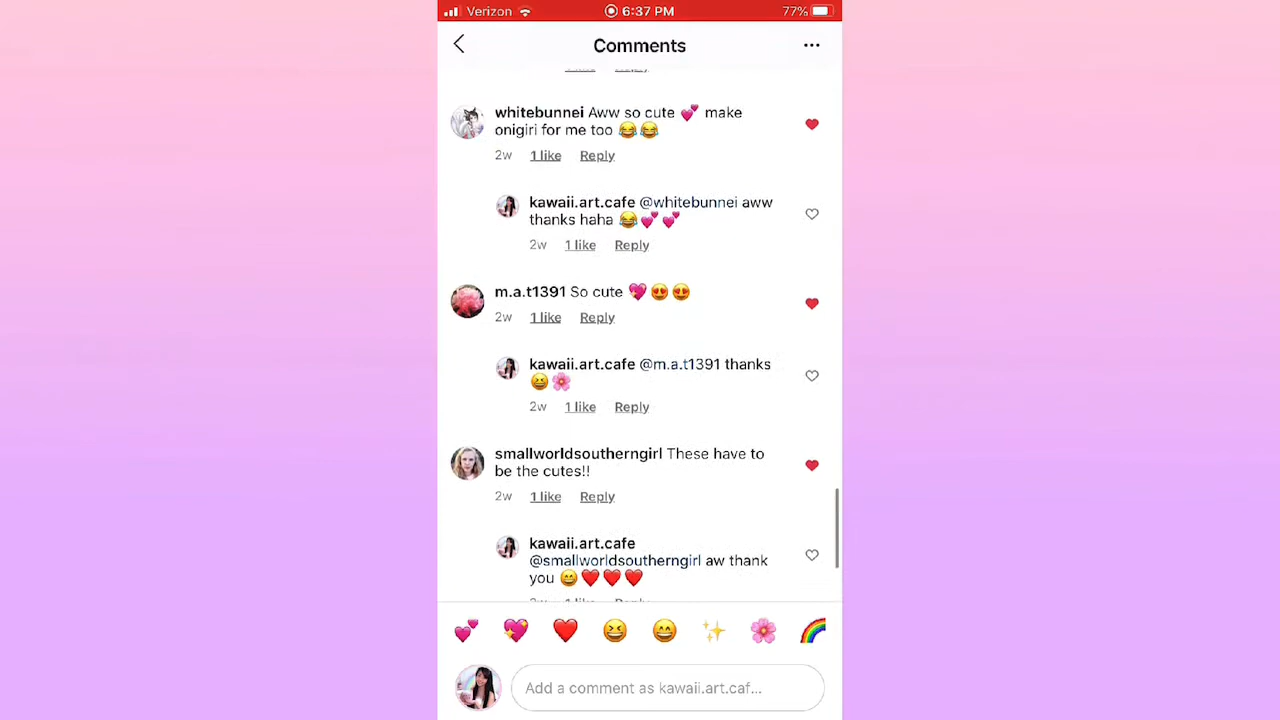 Verizon 6:37 PM 77%
Comments
whitebunnei Aww so cute 💕 make
onigiri for me too 😂😂
2w 1 like Reply
kawaii.art.cafe @whitebunnei aww
thanks haha 😂💕💕
2w 1 like Reply
m.a.t1391 So cute 💖😍😍
2w 1 like Reply
kawaii.art.cafe @m.a.t1391 thanks
😆🌸
2w 1 like Reply
smallworldsoutherngirl These have to
be the cutes!!
2w 1 like Reply
kawaii.art.cafe
@smallworldsoutherngirl aw thank
you 😄❤️❤️❤️
Add a comment as kawaii.art.caf...